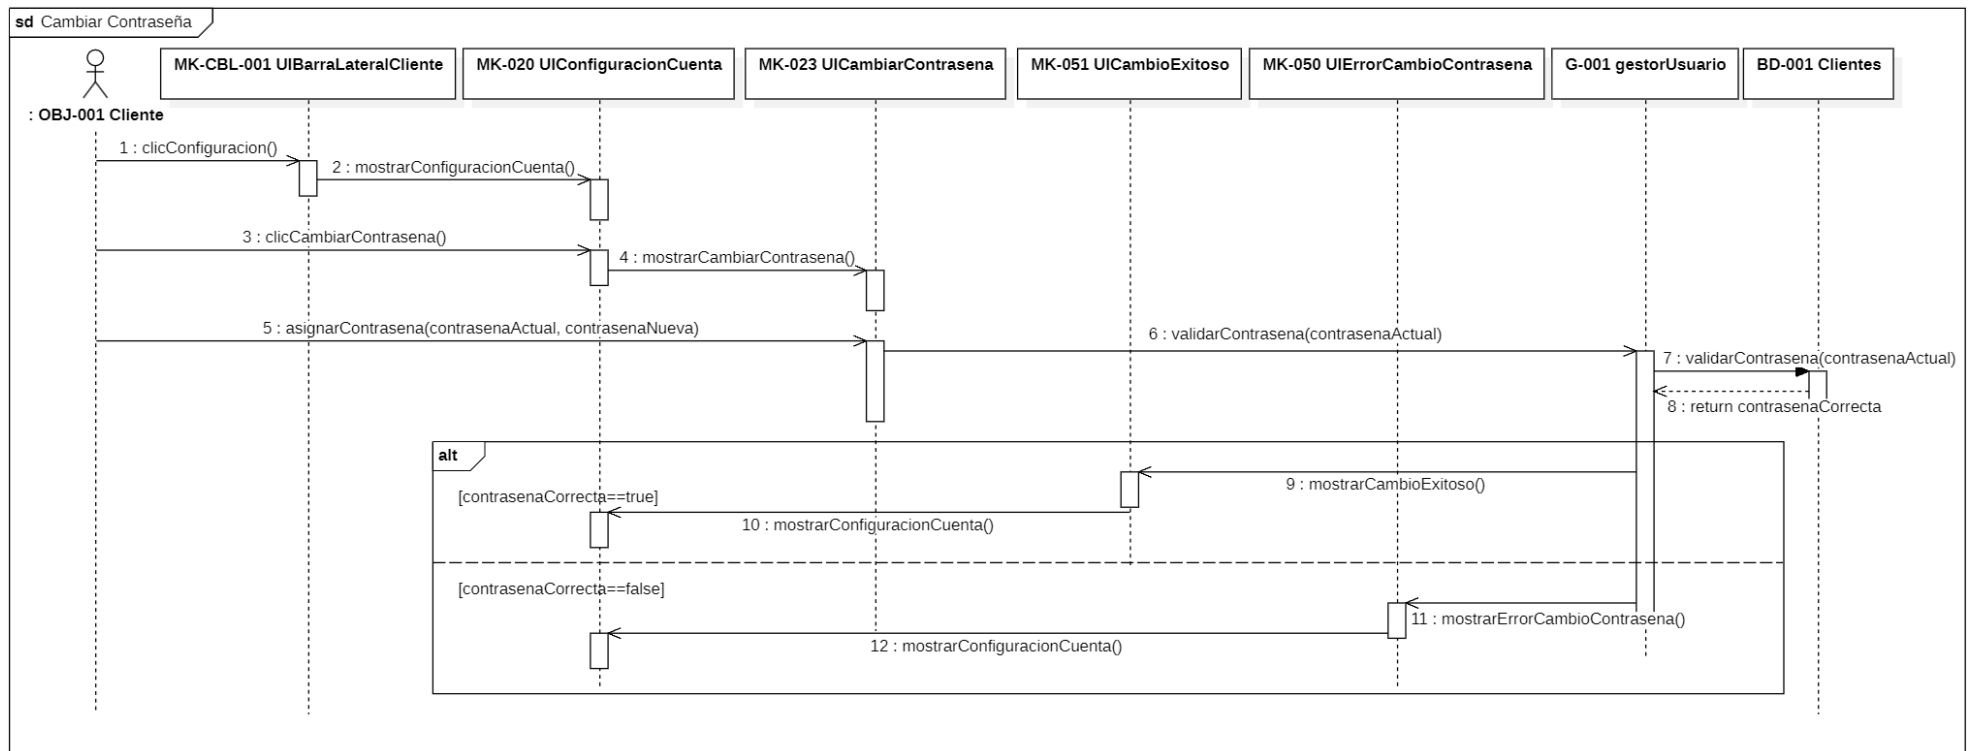 sd Cambiar Contraseña
MK-CBL-001 UIBarraLateralCliente
MK-020 UIConfiguracionCuenta
MK-023 UICambiarContrasena
MK-051 UICambioExitoso
MK-050 UIErrorCambioContrasena
G-001 gestorUsuario
BD-001 Clientes
: OBJ-001 Cliente
1 : clicConfiguracion()
2 : mostrarConfiguracionCuenta()
3 : clicCambiarContrasena()
4 : mostrarCambiarContrasena()
5 : asignarContrasena(contrasenaActual, contrasenaNueva)
6 : validarContrasena(contrasenaActual)
7 : validarContrasena(contrasenaActual)
8 : return contrasenaCorrecta
alt
9 : mostrarCambioExitoso()
[contrasenaCorrecta==true]
10 : mostrarConfiguracionCuenta()
[contrasenaCorrecta==false]
11 : mostrarErrorCambioContrasena()
12 : mostrarConfiguracionCuenta()